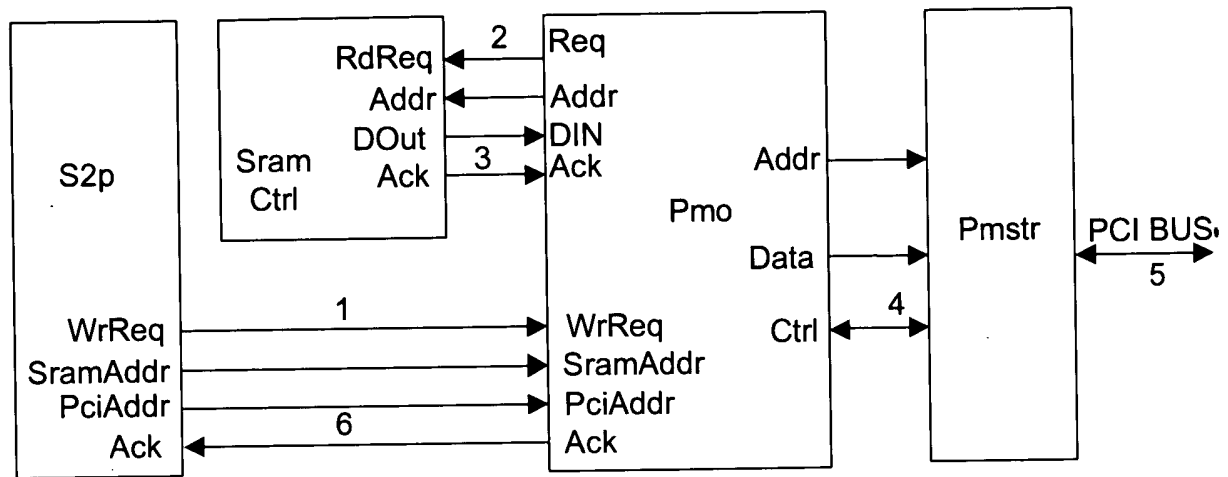 S2p
WrReq
SramAddr
PciAddr
Ack
Sram
Ctrl
RdReq
Addr
DOut
Ack
2
3
1
6
Req
Addr
DIN
Ack
Pmo
WrReq
SramAddr
PciAddr
Ack
Addr
Data
Ctrl
4
Pmstr
PCI BUS
5